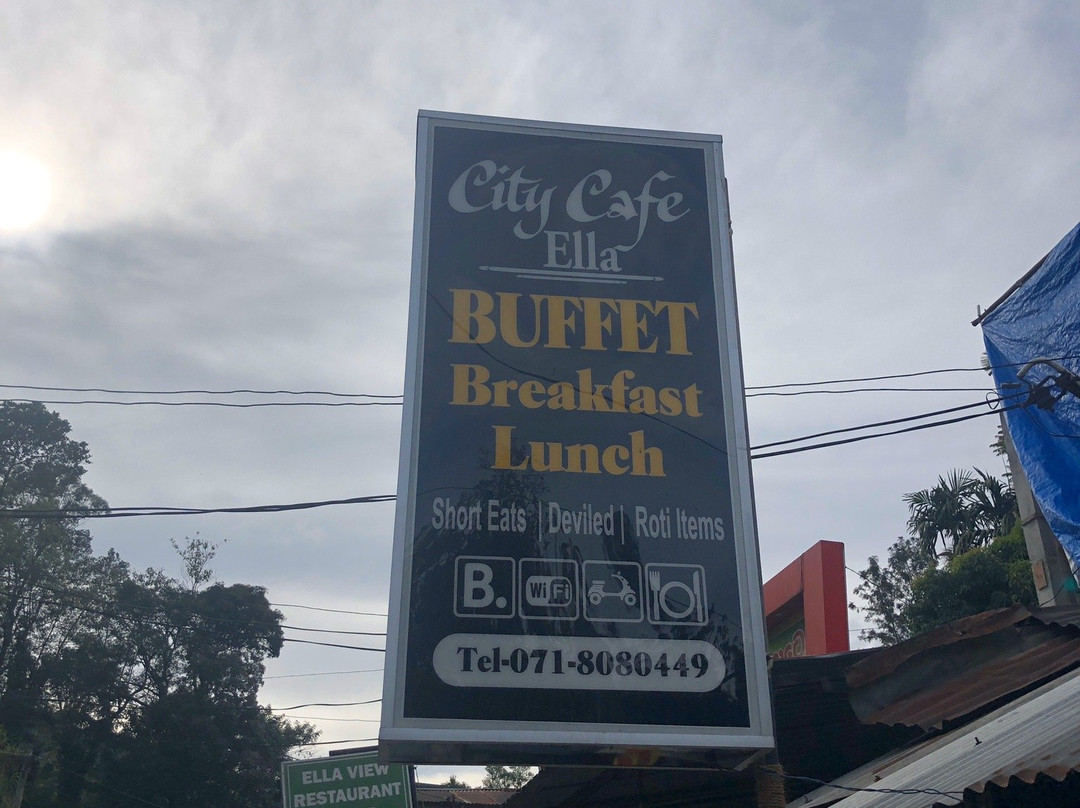 City Cafe
Ella
BUFFET
Breakfast
Lunch
Short Eats | Deviled | Roti Items
B. WiFi
Tel-071-8080449
ELLA VIEW
RESTAURANT